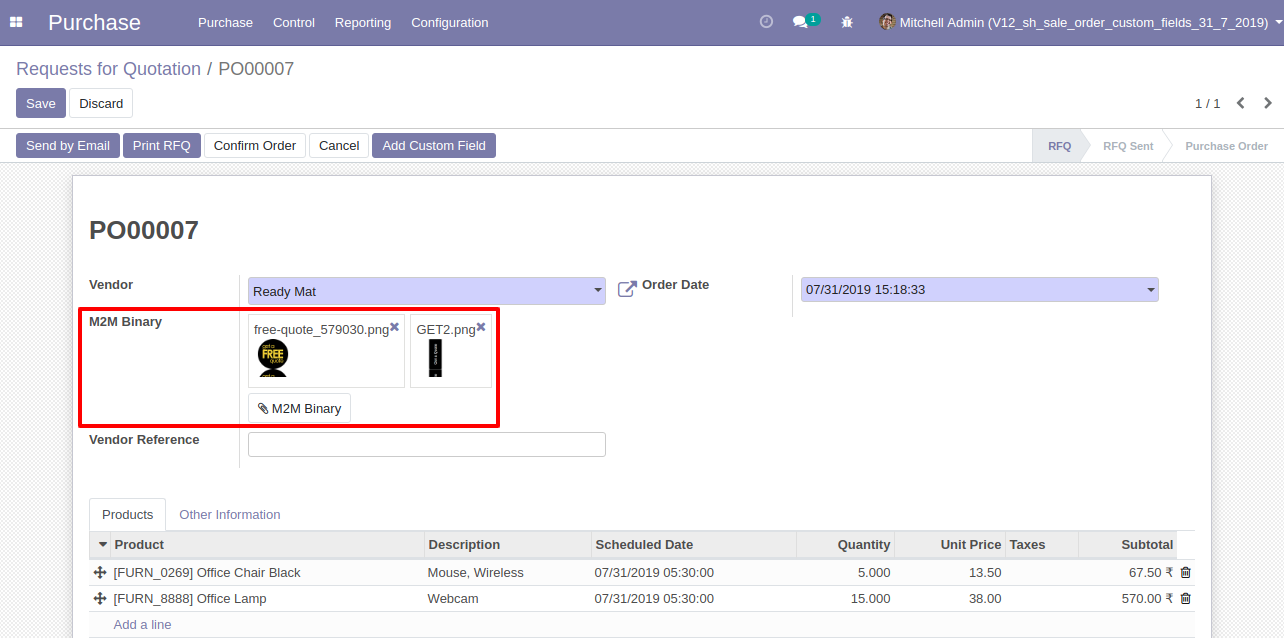 Purchase Purchase Control Reporting Configuration 1 Mitchell Admin (V12_sh_sale_order_custom_fields_31_7_2019)
Requests for Quotation / PO00007
Save Discard 1 / 1
Send by Email Print RFQ Confirm Order Cancel Add Custom Field RFQ RFQ Sent Purchase Order
PO00007
Vendor Ready Mat Order Date 07/31/2019 15:18:33
M2M Binary free-quote_579030.png GET2.png
FREE
M2M Binary
Vendor Reference
Products Other Information
Product Description Scheduled Date Quantity Unit Price Taxes Subtotal
[FURN_0269] Office Chair Black Mouse, Wireless 07/31/2019 05:30:00 5.000 13.50 67.50 ₹
[FURN_8888] Office Lamp Webcam 07/31/2019 05:30:00 15.000 38.00 570.00 ₹
Add a line